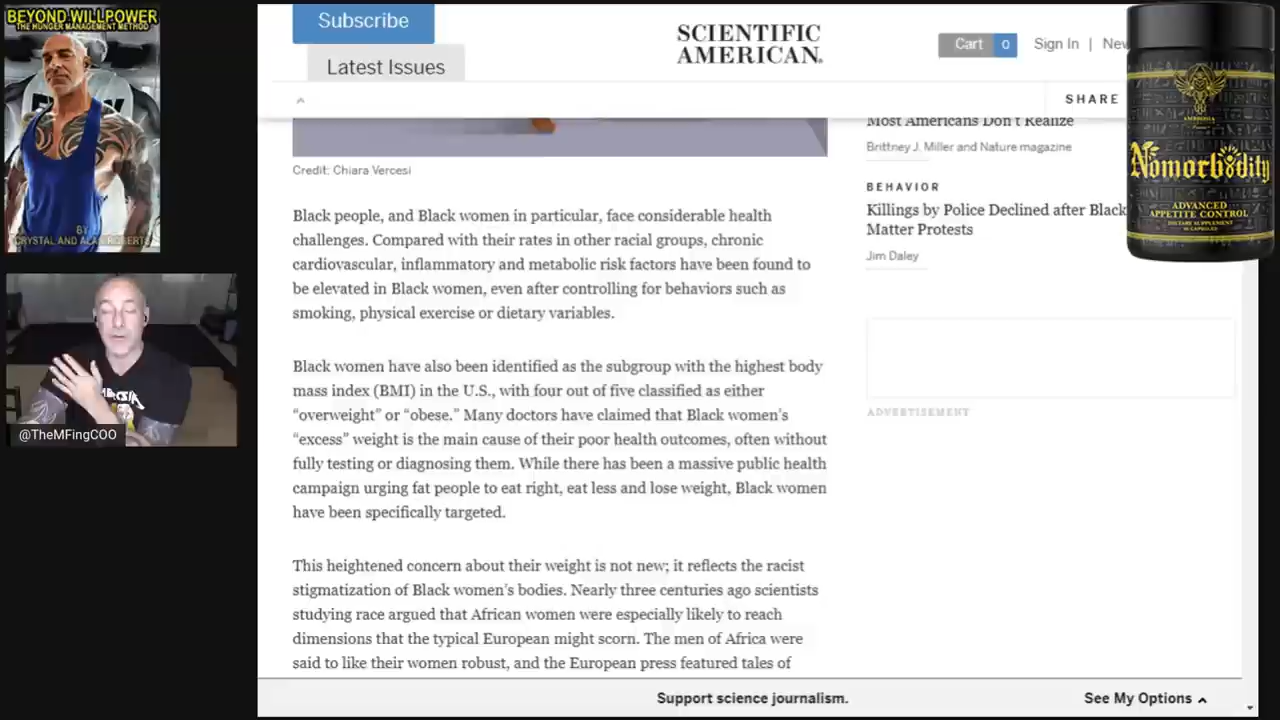 BEYOND WILLPOWER
THE HUNGER MANAGEMENT METHOD
BY
CRYSTAL AND ALAN ROBERTS
@TheMFingCOO
Subscribe
Latest Issues
SCIENTIFIC
AMERICAN®
Cart 0
Sign In |
SHARE
Most Americans Don't Realize
Brittney J. Miller and Nature magazine
BEHAVIOR
Killings by Police Declined after Black
Matter Protests
Jim Daley
ADVERTISEMENT
AMBROSIA
Nomorbidity
ADVANCED
APPETITE CONTROL
DIETARY SUPPLEMENT
Credit: Chiara Vercesi
Black people, and Black women in particular, face considerable health
challenges. Compared with their rates in other racial groups, chronic
cardiovascular, inflammatory and metabolic risk factors have been found to
be elevated in Black women, even after controlling for behaviors such as
smoking, physical exercise or dietary variables.
Black women have also been identified as the subgroup with the highest body
mass index (BMI) in the U.S., with four out of five classified as either
“overweight” or “obese.” Many doctors have claimed that Black women’s
“excess” weight is the main cause of their poor health outcomes, often without
fully testing or diagnosing them. While there has been a massive public health
campaign urging fat people to eat right, eat less and lose weight, Black women
have been specifically targeted.
This heightened concern about their weight is not new; it reflects the racist
stigmatization of Black women’s bodies. Nearly three centuries ago scientists
studying race argued that African women were especially likely to reach
dimensions that the typical European might scorn. The men of Africa were
said to like their women robust, and the European press featured tales of
Support science journalism.
See My Options